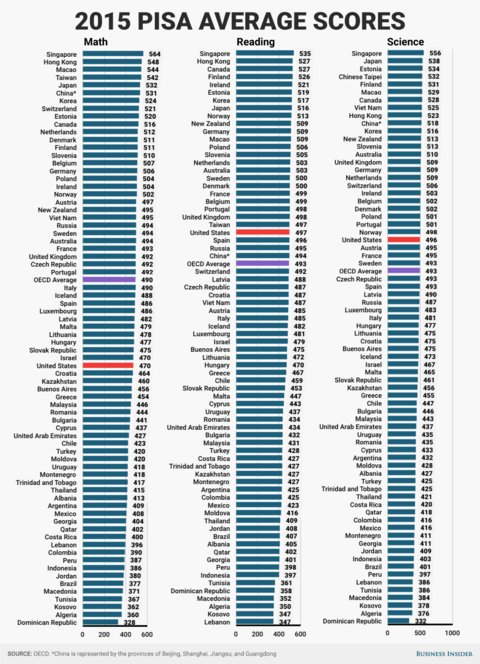 2015 PISA AVERAGE SCORES
Math
Singapore 564
Hong Kong 548
Macao 544
Taiwan 542
Japan 532
China* 531
Korea 524
Switzerland 521
Estonia 520
Canada 516
Netherlands 512
Denmark 511
Finland 511
Slovenia 510
Belgium 507
Germany 506
Poland 504
Ireland 504
Norway 502
Austria 497
New Zealand 495
Viet Nam 495
Russia 494
Sweden 494
Australia 494
France 493
United Kingdom 492
Czech Republic 492
Portugal 492
OECD Average 490
Italy 490
Iceland 488
Spain 486
Luxembourg 486
Latvia 482
Malta 479
Lithuania 478
Hungary 477
Slovak Republic 475
Israel 470
United States 470
Croatia 464
Kazakhstan 460
Buenos Aires 456
Greece 454
Malaysia 446
Romania 444
Bulgaria 441
Cyprus 437
United Arab Emirates 427
Chile 423
Turkey 420
Moldova 420
Uruguay 418
Montenegro 418
Trinidad and Tobago 417
Thailand 415
Albania 413
Argentina 409
Mexico 408
Georgia 404
Qatar 402
Costa Rica 400
Lebanon 396
Colombia 390
Peru 387
Indonesia 386
Jordan 380
Brazil 377
Macedonia 371
Tunisia 367
Kosovo 362
Algeria 360
Dominican Republic 328
0 200 400 600
Reading
Singapore 535
Hong Kong 527
Canada 527
Finland 526
Ireland 521
Estonia 519
Korea 517
Japan 516
Norway 513
New Zealand 509
Germany 509
Macao 509
Poland 506
Slovenia 505
Netherlands 503
Australia 503
Sweden 500
Denmark 500
France 499
Belgium 499
Portugal 498
United Kingdom 498
Taiwan 497
United States 497
Spain 496
Russia 495
China* 494
OECD Average 493
Switzerland 492
Latvia 488
Czech Republic 487
Croatia 487
Viet Nam 487
Austria 485
Italy 485
Iceland 482
Luxembourg 481
Israel 479
Buenos Aires 475
Lithuania 472
Hungary 470
Greece 467
Chile 459
Slovak Republic 453
Malta 447
Cyprus 443
Uruguay 437
Romania 434
United Arab Emirates 434
Bulgaria 432
Malaysia 431
Turkey 428
Costa Rica 427
Trinidad and Tobago 427
Kazakhstan 427
Montenegro 427
Argentina 425
Colombia 425
Mexico 423
Moldova 416
Thailand 409
Jordan 408
Brazil 407
Albania 405
Qatar 402
Georgia 401
Peru 398
Indonesia 397
Tunisia 361
Dominican Republic 358
Macedonia 352
Algeria 350
Kosovo 347
Lebanon 347
0 200 400 600
Science
Singapore 556
Japan 538
Estonia 534
Chinese Taipei 532
Finland 531
Macao 529
Canada 528
Viet Nam 525
Hong Kong 523
China* 518
Korea 516
New Zealand 513
Slovenia 513
Australia 510
United Kingdom 509
Germany 509
Netherlands 509
Switzerland 506
Ireland 503
Belgium 502
Denmark 502
Poland 501
Portugal 501
Norway 498
United States 496
Austria 495
France 495
Sweden 493
OECD Average 493
Czech Republic 493
Spain 493
Latvia 490
Russia 487
Luxembourg 483
Italy 481
Hungary 477
Lithuania 475
Croatia 475
Buenos Aires 475
Iceland 473
Israel 467
Malta 465
Slovak Republic 461
Kazakhstan 456
Greece 455
Chile 447
Bulgaria 446
Malaysia 443
United Arab Emirates 437
Uruguay 435
Romania 435
Cyprus 433
Argentina 432
Moldova 428
Albania 427
Turkey 425
Trinidad and Tobago 425
Thailand 421
Costa Rica 420
Qatar 418
Colombia 416
Mexico 416
Montenegro 411
Georgia 411
Jordan 409
Indonesia 403
Brazil 401
Peru 397
Lebanon 386
Tunisia 386
Macedonia 384
Kosovo 378
Algeria 376
Dominican Republic 332
0 500 1000
SOURCE: OECD. *China is represented by the provinces of Beijing, Shanghai, Jiangsu, and Guangdong
BUSINESS INSIDER